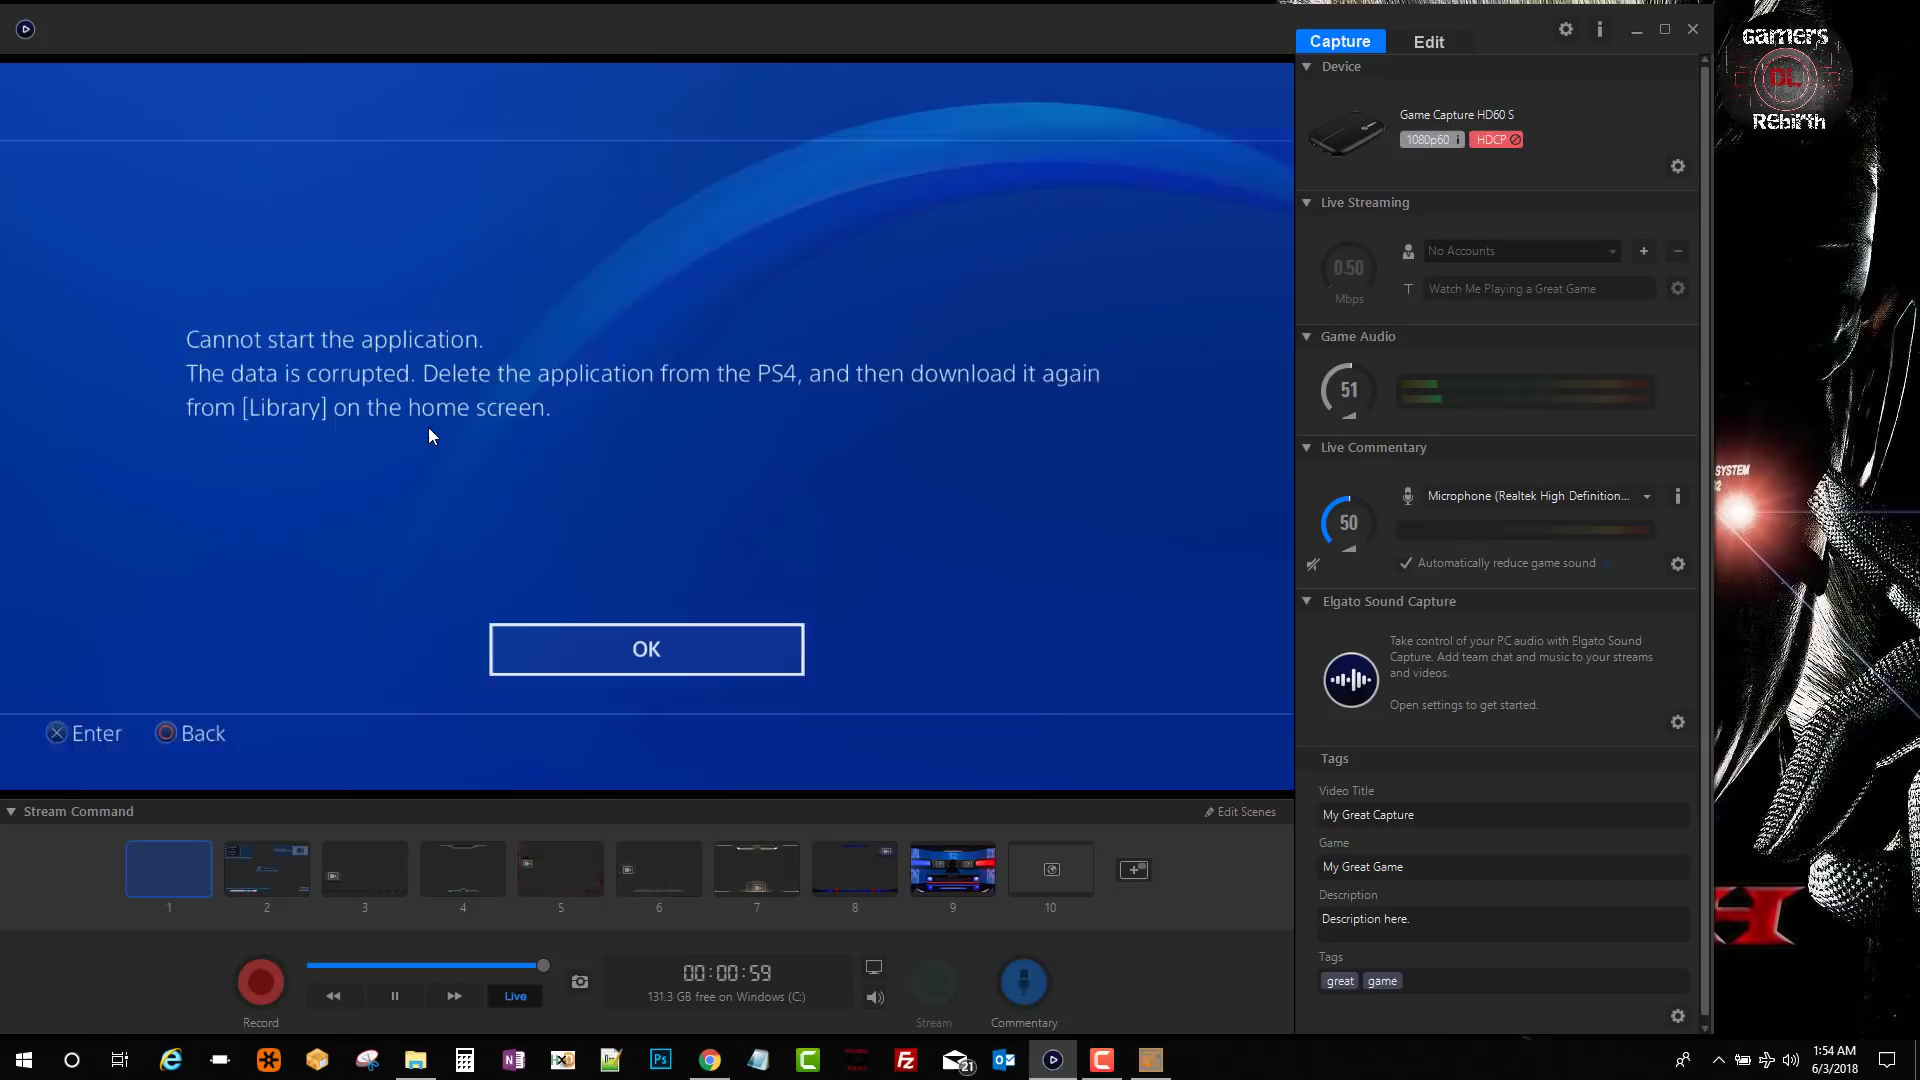 Capture
Edit
Device
Game Capture HD60 S
1080p60 i
HDCP
Live Streaming
0.50
Mbps
No Accounts
T
Watch Me Playing a Great Game
Game Audio
51
Live Commentary
50
Microphone (Realtek High Definition...
Automatically reduce game sound
Elgato Sound Capture
Take control of your PC audio with Elgato Sound
Capture. Add team chat and music to your streams
and videos.
Open settings to get started.
Tags
Video Title
My Great Capture
Game
My Great Game
Description
Description here.
Tags
great game
Cannot start the application.
The data is corrupted. Delete the application from the PS4, and then download it again
from [Library] on the home screen.
OK
Enter
Back
Stream Command
Edit Scenes
1 2 3 4 5 6 7 8 9 10
Record
Live
00:00:59
131.3 GB free on Windows (C:)
Stream
Commentary
gamers
DL
REbirth
SYSTEM
Ps
Fz
21
1:54 AM
6/3/2018